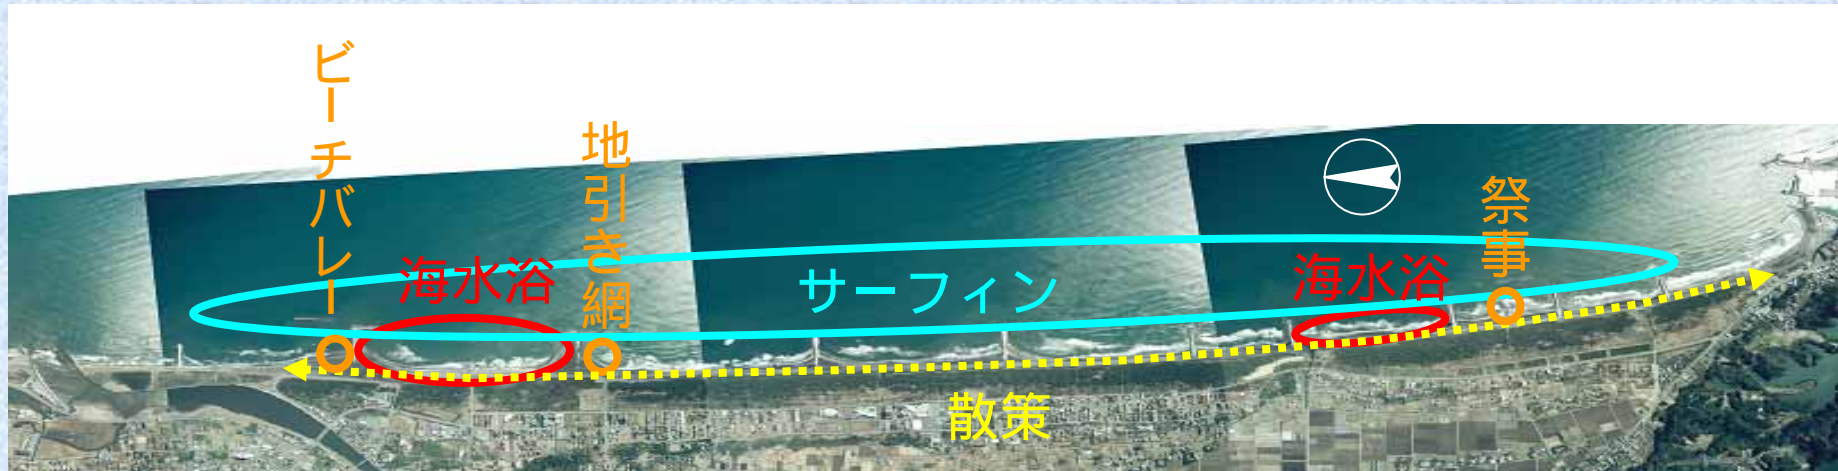 ビーチバレー
海水浴
地引き網
サーフィン
海水浴
祭事
散策